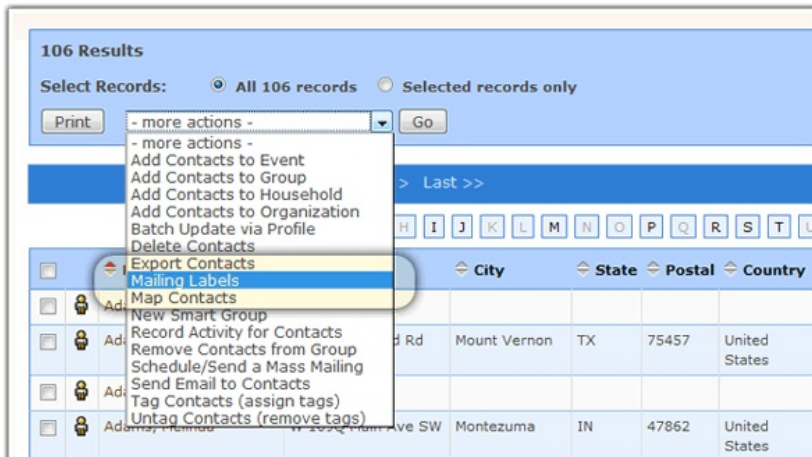 106 Results
Select Records: All 106 records Selected records only
Print - more actions - Go
- more actions -
Add Contacts to Event
Add Contacts to Group
> Last >>
Add Contacts to Household
Add Contacts to Organization
H I J K L M N O P Q R S T U
Batch Update via Profile
Delete Contacts
Export Contacts
City State Postal Country
Mailing Labels
Map Contacts
New Smart Group
Record Activity for Contacts
Rd Mount Vernon TX 75457 United States
Remove Contacts from Group
Schedule/Send a Mass Mailing
Send Email to Contacts
Tag Contacts (assign tags)
Untag Contacts (remove tags)
Adams, Melinda Main Ave SW Montezuma IN 47862 United States